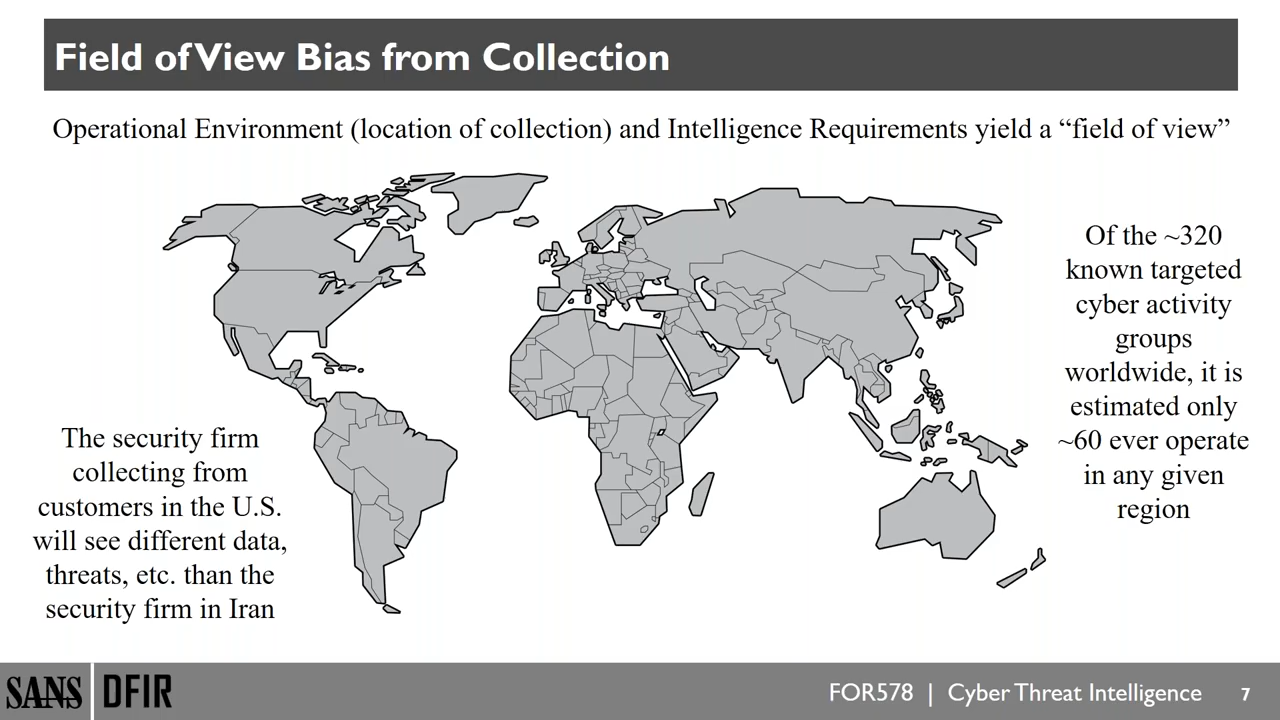 Field of View Bias from Collection
Operational Environment (location of collection) and Intelligence Requirements yield a “field of view”
Of the ~320
known targeted
cyber activity
groups
worldwide, it is
estimated only
~60 ever operate
in any given
region
The security firm
collecting from
customers in the U.S.
will see different data,
threats, etc. than the
security firm in Iran
SANS DFIR
FOR578 | Cyber Threat Intelligence 7